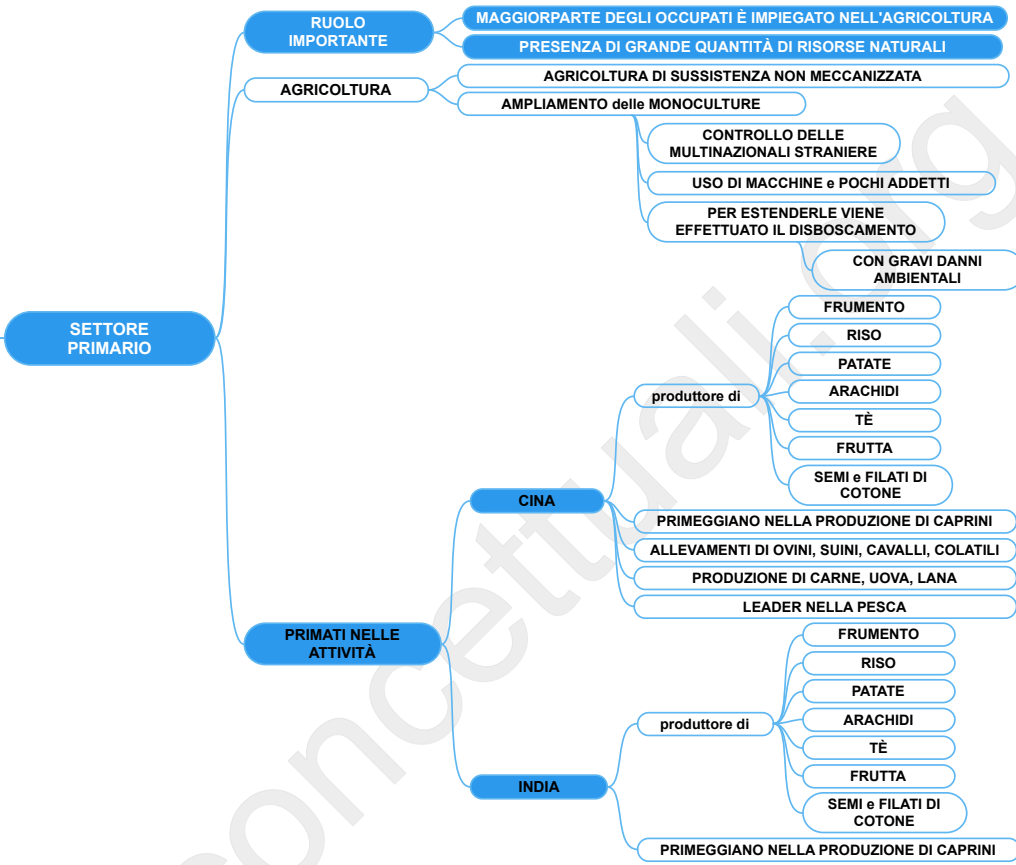 RUOLO
IMPORTANTE
MAGGIORPARTE DEGLI OCCUPATI È IMPIEGATO NELL'AGRICOLTURA
PRESENZA DI GRANDE QUANTITÀ DI RISORSE NATURALI
AGRICOLTURA
AGRICOLTURA DI SUSSISTENZA NON MECCANIZZATA
AMPLIAMENTO delle MONOCULTURE
CONTROLLO DELLE
MULTINAZIONALI STRANIERE
USO DI MACCHINE e POCHI ADDETTI
PER ESTENDERLE VIENE
EFFETTUATO IL DISBOSCAMENTO
CON GRAVI DANNI
AMBIENTALI
SETTORE
PRIMARIO
PRIMATI NELLE
ATTIVITÀ
CINA
produttore di
FRUMENTO
RISO
PATATE
ARACHIDI
TÈ
FRUTTA
SEMI e FILATI DI
COTONE
PRIMEGGIANO NELLA PRODUZIONE DI CAPRINI
ALLEVAMENTI DI OVINI, SUINI, CAVALLI, COLATILI
PRODUZIONE DI CARNE, UOVA, LANA
LEADER NELLA PESCA
INDIA
produttore di
FRUMENTO
RISO
PATATE
ARACHIDI
TÈ
FRUTTA
SEMI e FILATI DI
COTONE
PRIMEGGIANO NELLA PRODUZIONE DI CAPRINI
concettuali.org